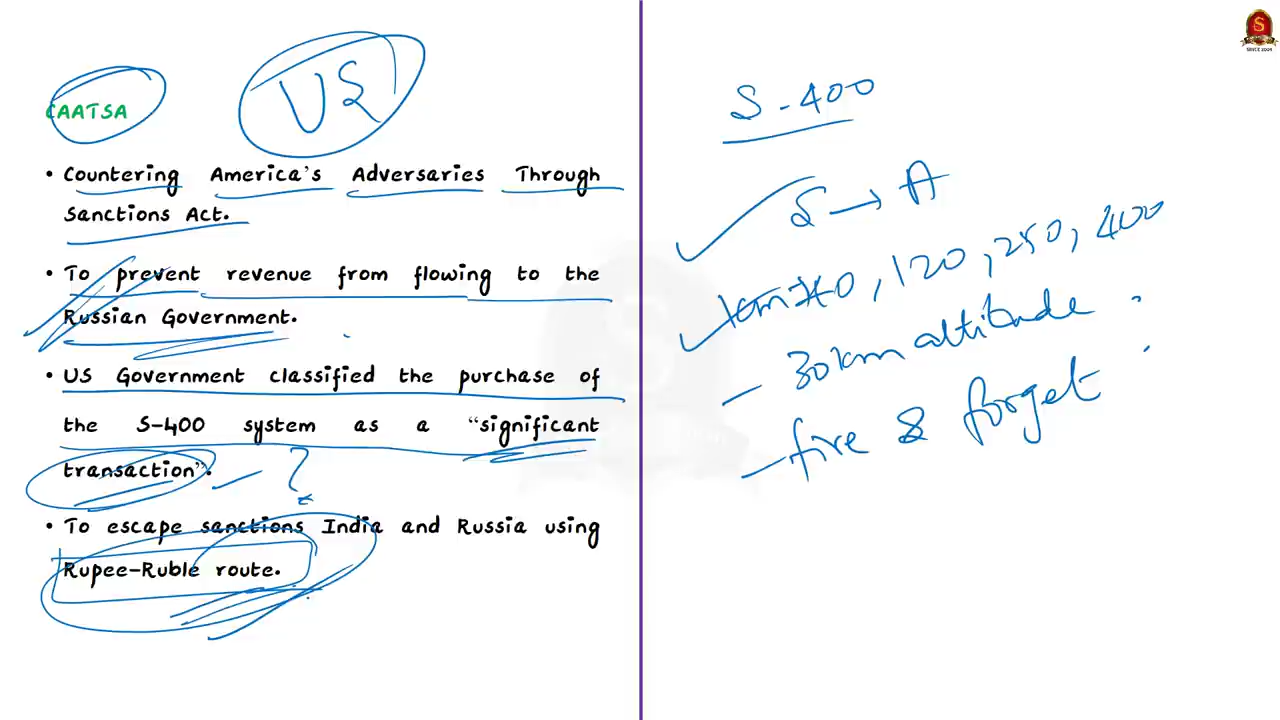 CAATSA
US
• Countering America's Adversaries Through
Sanctions Act.
• To prevent revenue from flowing to the
Russian Government.
• US Government classified the purchase of
the S-400 system as a “significant
transaction”.
?
• To escape sanctions India and Russia using
Rupee-Ruble route.
S-400
S → A
40, 120, 250, 400
- 30km altitude
- fire & forget
S
SINCE 2004